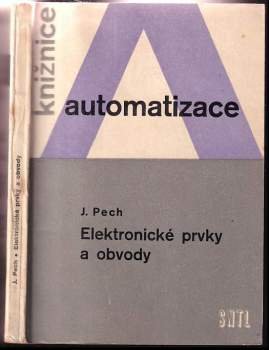 J. Pech • Elektronické prvky a obvody
knižnice
A
automatizace
J. Pech
Elektronické prvky
a obvody
SNTL